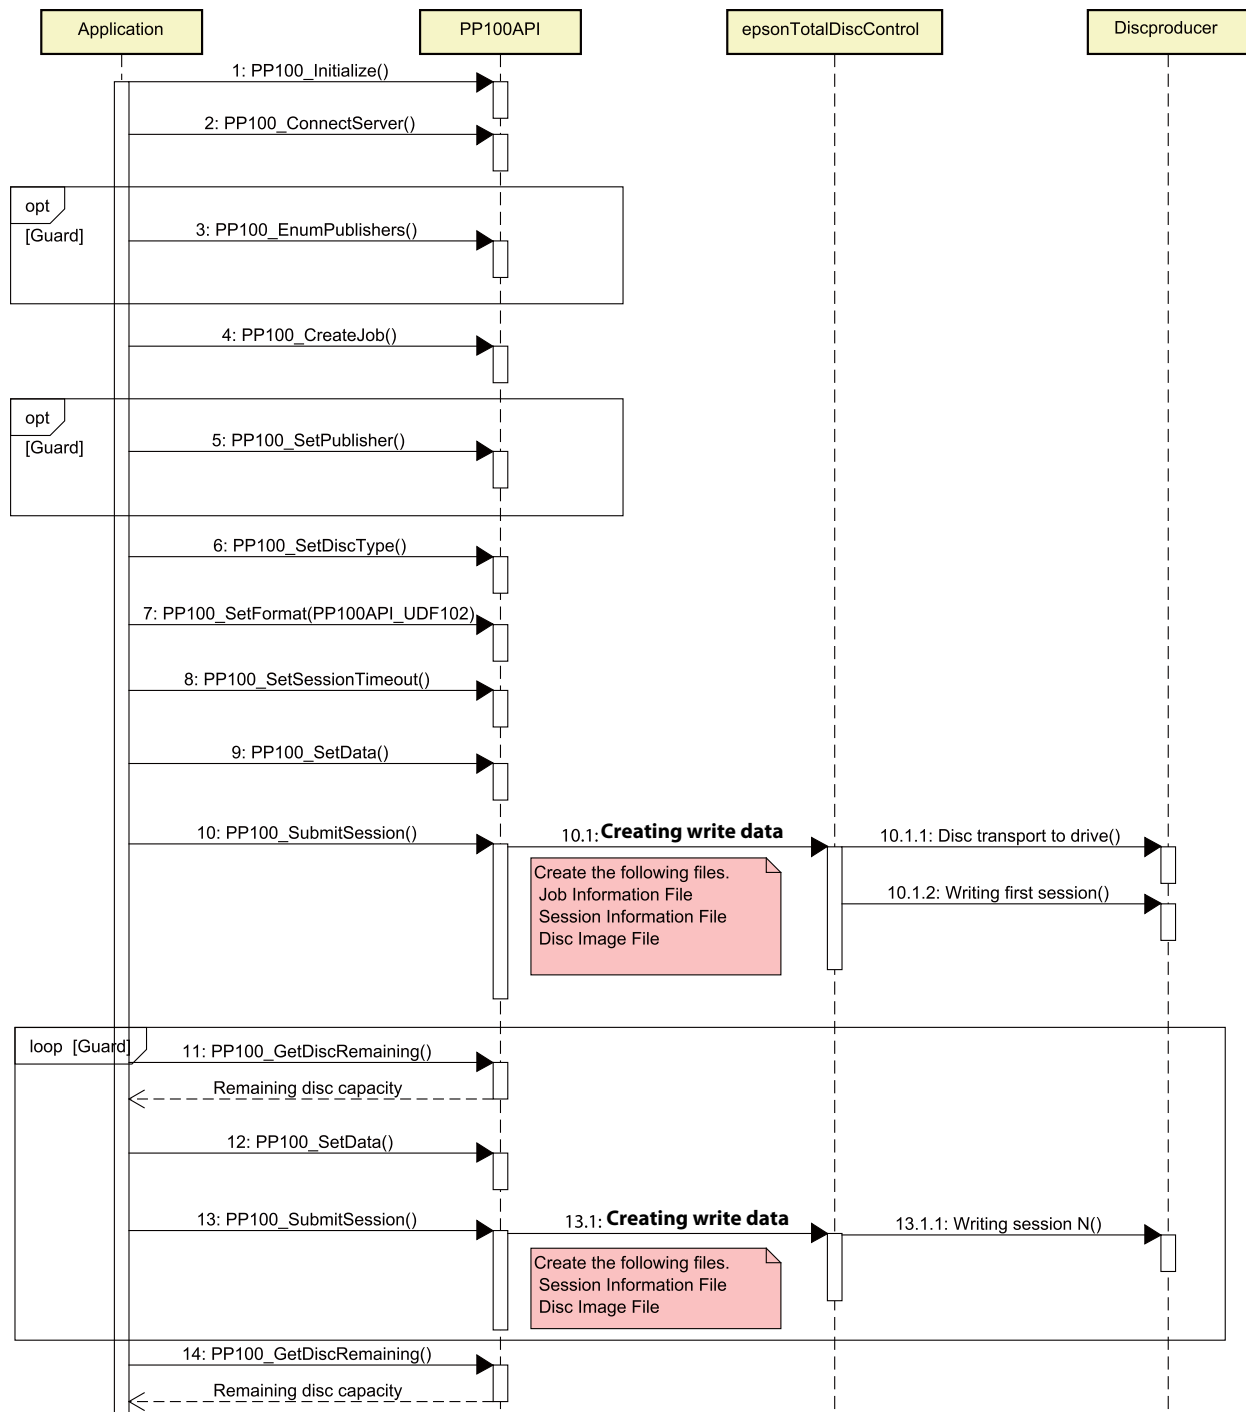 Application
PP100API
epsonTotalDiscControl
Discproducer
1: PP100_Initialize()
2: PP100_ConnectServer()
opt
[Guard]
3: PP100_EnumPublishers()
4: PP100_CreateJob()
opt
[Guard]
5: PP100_SetPublisher()
6: PP100_SetDiscType()
7: PP100_SetFormat(PP100API_UDF102)
8: PP100_SetSessionTimeout()
9: PP100_SetData()
10: PP100_SubmitSession()
10.1: Creating write data
10.1.1: Disc transport to drive()
Create the following files.
Job Information File
Session Information File
Disc Image File
10.1.2: Writing first session()
loop [Guard]
11: PP100_GetDiscRemaining()
Remaining disc capacity
12: PP100_SetData()
13: PP100_SubmitSession()
13.1: Creating write data
13.1.1: Writing session N()
Create the following files.
Session Information File
Disc Image File
14: PP100_GetDiscRemaining()
Remaining disc capacity